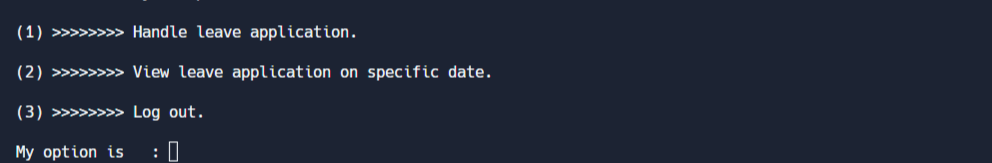 (1) >>>>>>>> Handle leave application.
(2) >>>>>>>> View leave application on specific date.
(3) >>>>>>>> Log out.
My option is   :